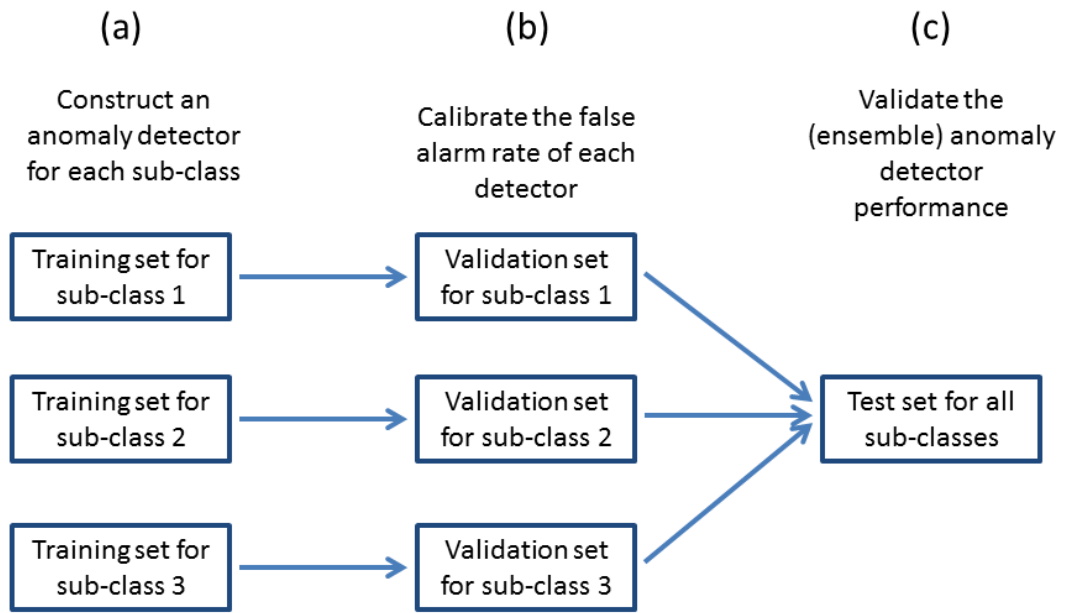 (a)
Construct an
anomaly detector
for each sub-class
Training set for
sub-class 1
Training set for
sub-class 2
Training set for
sub-class 3
(b)
Calibrate the false
alarm rate of each
detector
Validation set
for sub-class 1
Validation set
for sub-class 2
Validation set
for sub-class 3
(c)
Validate the
(ensemble) anomaly
detector
performance
Test set for all
sub-classes